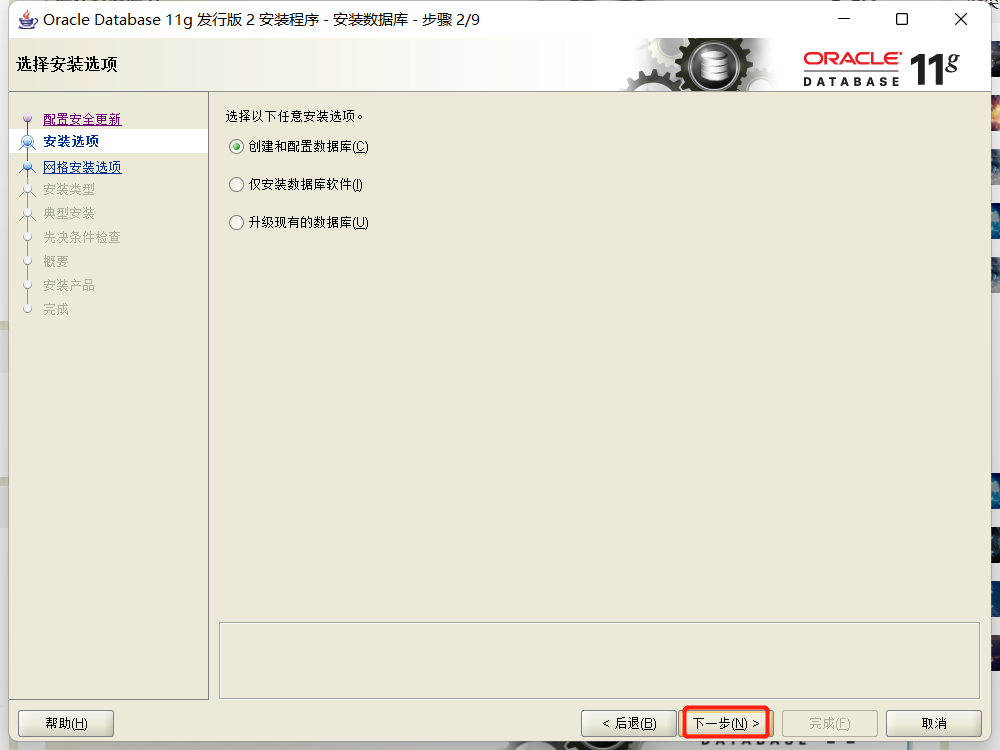 Oracle Database 11g 发行版 2 安装程序 - 安装数据库 - 步骤 2/9
选择安装选项
ORACLE 11g
DATABASE
配置安全更新
安装选项
网格安装选项
安装类型
典型安装
先决条件检查
概要
安装产品
完成
选择以下任意安装选项。
创建和配置数据库(C)
仅安装数据库软件(I)
升级现有的数据库(U)
帮助(H)
< 后退(B)
下一步(N) >
完成(F)
取消